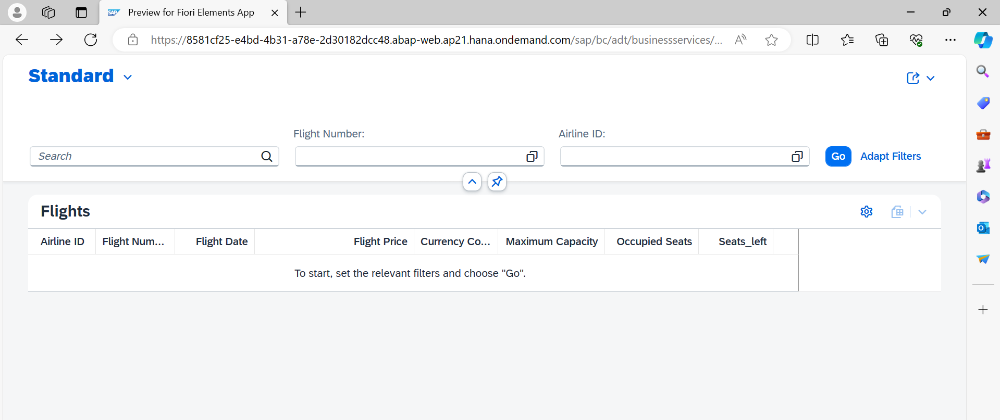 SAP Preview for Fiori Elements App
https://8581cf25-e4bd-4b31-a78e-2d30182dcc48.abap-web.ap21.hana.ondemand.com/sap/bc/adt/businessservices/...
Standard
Flight Number:
Airline ID:
Search
Go
Adapt Filters
Flights
Airline ID Flight Num... Flight Date Flight Price Currency Co... Maximum Capacity Occupied Seats Seats_left
To start, set the relevant filters and choose "Go".